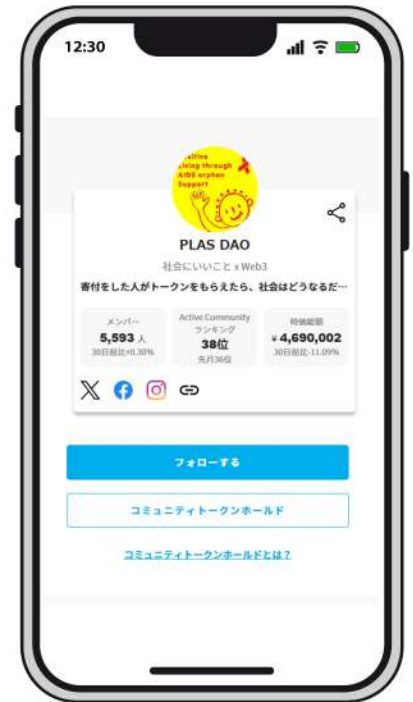 12:30
Positive
Living through
AIDS orphan
Support
PLAS DAO
社会にいいこと x Web3
寄付をした人がトークンをもらえたら、社会はどうなるだ…
メンバー
5,593 人
30日前比+0.30%
Active Community
ランキング
38位
先月36位
時価総額
¥ 4,690,002
30日前比-11.09%
フォローする
コミュニティトークンホールド
コミュニティトークンホールドとは？